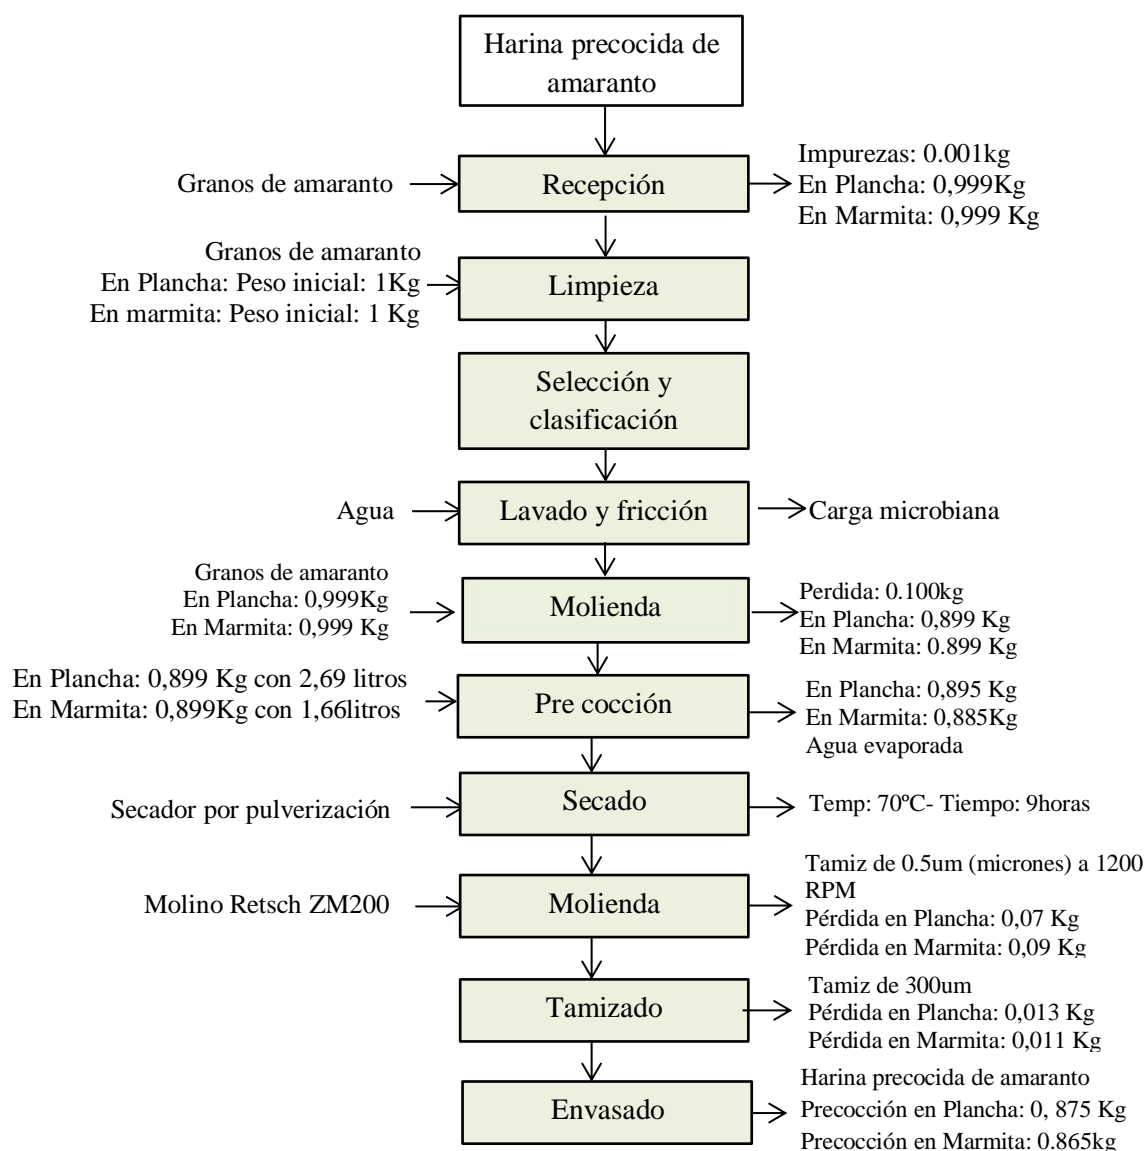 Harina precocida de
amaranto
Granos de amaranto
Recepción
Impurezas: 0.001kg
En Plancha: 0,999Kg
En Marmita: 0,999 Kg
Granos de amaranto
En Plancha: Peso inicial: 1Kg
En marmita: Peso inicial: 1 Kg
Limpieza
Selección y
clasificación
Agua
Lavado y fricción
Carga microbiana
Granos de amaranto
En Plancha: 0,999Kg
En Marmita: 0,999 Kg
Molienda
Perdida: 0.100kg
En Plancha: 0,899 Kg
En Marmita: 0.899 Kg
En Plancha: 0,899 Kg con 2,69 litros
En Marmita: 0,899Kg con 1,66litros
Pre cocción
En Plancha: 0,895 Kg
En Marmita: 0,885Kg
Agua evaporada
Secador por pulverización
Secado
Temp: 70ºC- Tiempo: 9horas
Molino Retsch ZM200
Molienda
Tamiz de 0.5um (micrones) a 1200
RPM
Pérdida en Plancha: 0,07 Kg
Pérdida en Marmita: 0,09 Kg
Tamizado
Tamiz de 300um
Pérdida en Plancha: 0,013 Kg
Pérdida en Marmita: 0,011 Kg
Envasado
Harina precocida de amaranto
Precocción en Plancha: 0, 875 Kg
Precocción en Marmita: 0.865kg